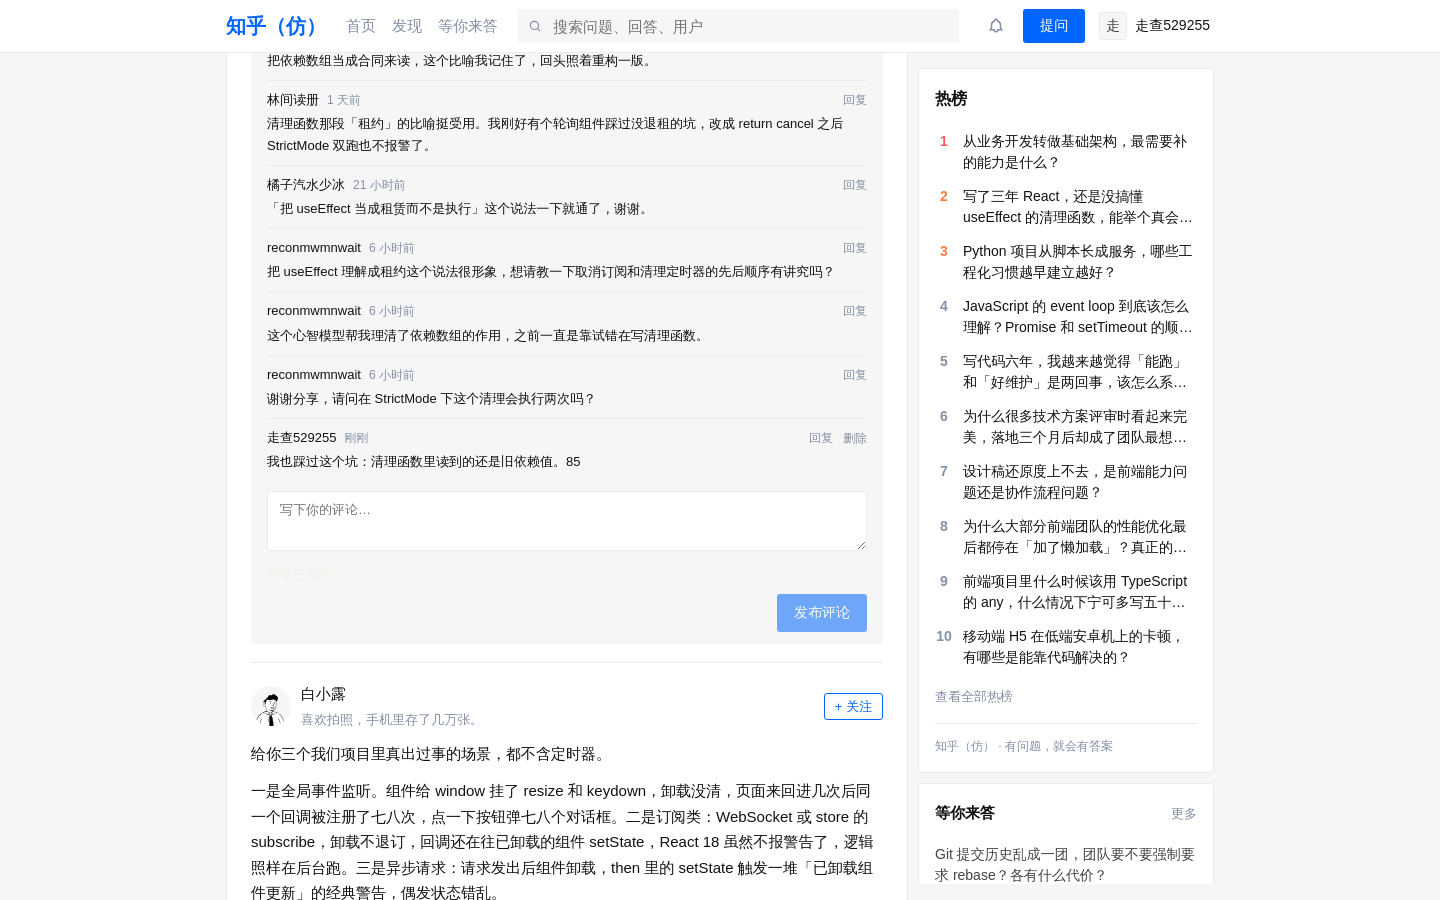 知乎（仿） 首页 发现 等你来答 搜索问题、回答、用户 提问 走 走查529255
把依赖数组当成合同来读，这个比喻我记住了，回头照着重构一版。
林间读册 1 天前 回复
清理函数那段「租约」的比喻挺受用。我刚好有个轮询组件踩过没退租的坑，改成 return cancel 之后
StrictMode 双跑也不报警了。
橘子汽水少冰 21 小时前 回复
「把 useEffect 当成租赁而不是执行」这个说法一下就通了，谢谢。
reconmwmnwait 6 小时前 回复
把 useEffect 理解成租约这个说法很形象，想请教一下取消订阅和清理定时器的先后顺序有讲究吗？
reconmwmnwait 6 小时前 回复
这个心智模型帮我理清了依赖数组的作用，之前一直是靠试错在写清理函数。
reconmwmnwait 6 小时前 回复
谢谢分享，请问在 StrictMode 下这个清理会执行两次吗？
走查529255 刚刚 回复 删除
我也踩过这个坑：清理函数里读到的还是旧依赖值。85
写下你的评论…
评论已发布
发布评论
白小露
喜欢拍照，手机里存了几万张。
+ 关注
给你三个我们项目里真出过事的场景，都不含定时器。
一是全局事件监听。组件给 window 挂了 resize 和 keydown，卸载没清，页面来回进几次后同
一个回调被注册了七八次，点一下按钮弹七八个对话框。二是订阅类：WebSocket 或 store 的
subscribe，卸载不退订，回调还在往已卸载的组件 setState，React 18 虽然不报警告了，逻辑
照样在后台跑。三是异步请求：请求发出后组件卸载，then 里的 setState 触发一堆「已卸载组
件更新」的经典警告，偶发状态错乱。
热榜
1 从业务开发转做基础架构，最需要补
的能力是什么？
2 写了三年 React，还是没搞懂
useEffect 的清理函数，能举个真会…
3 Python 项目从脚本长成服务，哪些工
程化习惯越早建立越好？
4 JavaScript 的 event loop 到底该怎么
理解？Promise 和 setTimeout 的顺…
5 写代码六年，我越来越觉得「能跑」
和「好维护」是两回事，该怎么系…
6 为什么很多技术方案评审时看起来完
美，落地三个月后却成了团队最想…
7 设计稿还原度上不去，是前端能力问
题还是协作流程问题？
8 为什么大部分前端团队的性能优化最
后都停在「加了懒加载」？真正的…
9 前端项目里什么时候该用 TypeScript
的 any，什么情况下宁可多写五十…
10 移动端 H5 在低端安卓机上的卡顿，
有哪些是能靠代码解决的？
查看全部热榜
知乎（仿） · 有问题，就会有答案
等你来答 更多
Git 提交历史乱成一团，团队要不要强制要
求 rebase？各有什么代价？